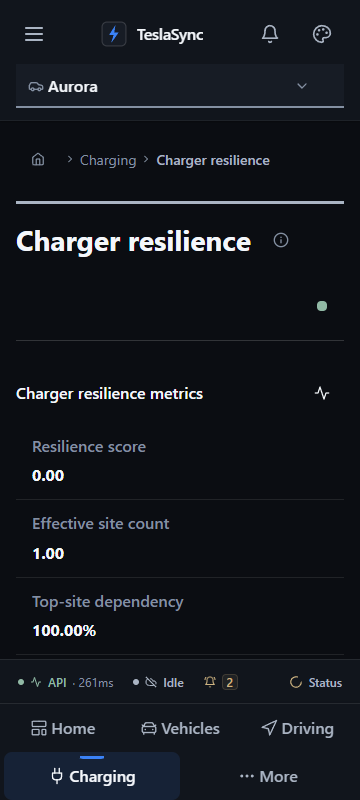 TeslaSync
Aurora
Charging
Charger resilience
Charger resilience
Charger resilience metrics
Resilience score
0.00
Effective site count
1.00
Top-site dependency
100.00%
API · 261ms
Idle
2
Status
Home
Vehicles
Driving
Charging
More